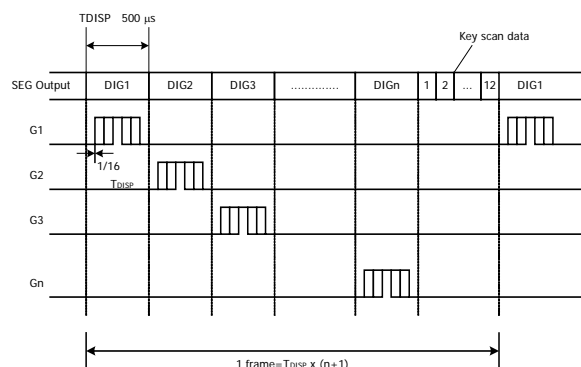 TDISP 500 µs
Key scan data
SEG Output DIG1 DIG2 DIG3 ............. DIGn 1 2 ... 12 DIG1
G1
1/16
TDISP
G2
G3
Gn
1 frame=TDISP x (n+1)